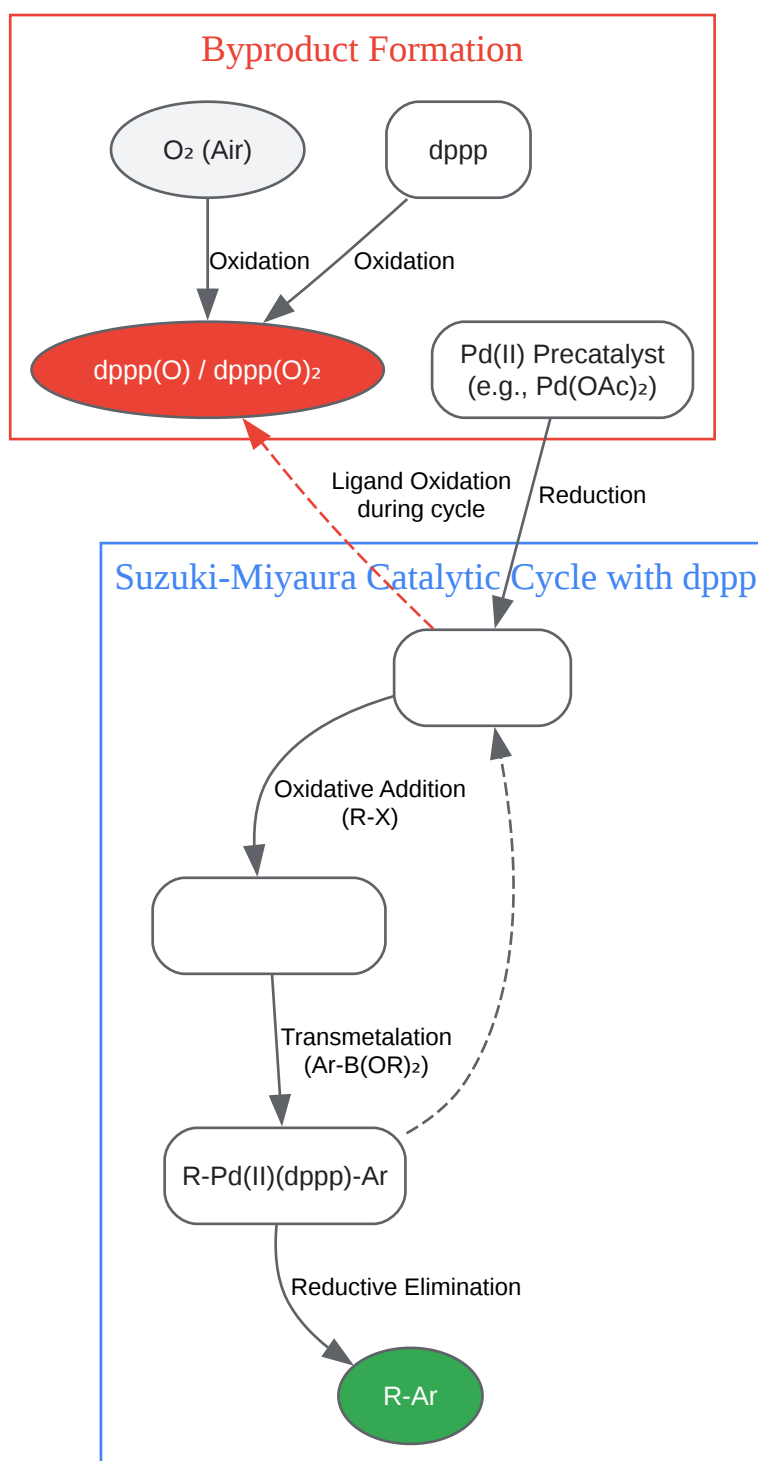 Byproduct Formation
O₂ (Air)
dppp
Oxidation
Oxidation
dppp(O) / dppp(O)₂
Pd(II) Precatalyst
(e.g., Pd(OAc)₂)
Ligand Oxidation
during cycle
Reduction
Suzuki-Miyaura Catalytic Cycle with dppp
Oxidative Addition
(R-X)
Transmetalation
(Ar-B(OR)₂)
R-Pd(II)(dppp)-Ar
Reductive Elimination
R-Ar